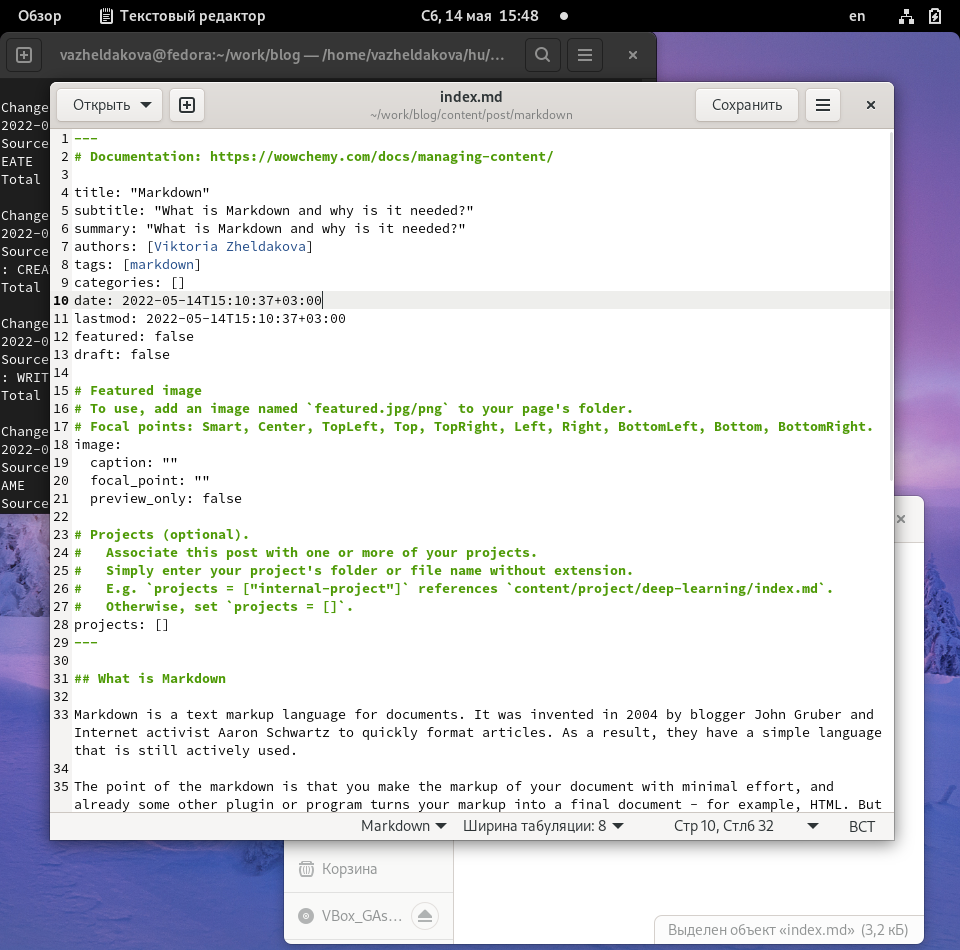 Обзор Текстовый редактор Сб, 14 мая 15:48 en
vazheldakova@fedora:~/work/blog — /home/vazheldakova/hu/...
Change
2022-0
Source
EATE
Total
Change
2022-0
Source
: CREA
Total
Change
2022-0
Source
: WRIT
Total
Change
2022-0
Source
AME
Source
Открыть index.md Сохранить
~/work/blog/content/post/markdown
1 ---
2 # Documentation: https://wowchemy.com/docs/managing-content/
3
4 title: "Markdown"
5 subtitle: "What is Markdown and why is it needed?"
6 summary: "What is Markdown and why is it needed?"
7 authors: [Viktoria Zheldakova]
8 tags: [markdown]
9 categories: []
10 date: 2022-05-14T15:10:37+03:00
11 lastmod: 2022-05-14T15:10:37+03:00
12 featured: false
13 draft: false
14
15 # Featured image
16 # To use, add an image named `featured.jpg/png` to your page's folder.
17 # Focal points: Smart, Center, TopLeft, Top, TopRight, Left, Right, BottomLeft, Bottom, BottomRight.
18 image:
19   caption: ""
20   focal_point: ""
21   preview_only: false
22
23 # Projects (optional).
24 #   Associate this post with one or more of your projects.
25 #   Simply enter your project's folder or file name without extension.
26 #   E.g. `projects = ["internal-project"]` references `content/project/deep-learning/index.md`.
27 #   Otherwise, set `projects = []`.
28 projects: []
29 ---
30
31 ## What is Markdown
32
33 Markdown is a text markup language for documents. It was invented in 2004 by blogger John Gruber and
Internet activist Aaron Schwartz to quickly format articles. As a result, they have a simple language
that is still actively used.
34
35 The point of the markdown is that you make the markup of your document with minimal effort, and
already some other plugin or program turns your markup into a final document – for example, HTML. But
Markdown Ширина табуляции: 8 Стр 10, Стлб 32 ВСТ
Корзина
VBox_GAs...
Выделен объект «index.md» (3,2 кБ)